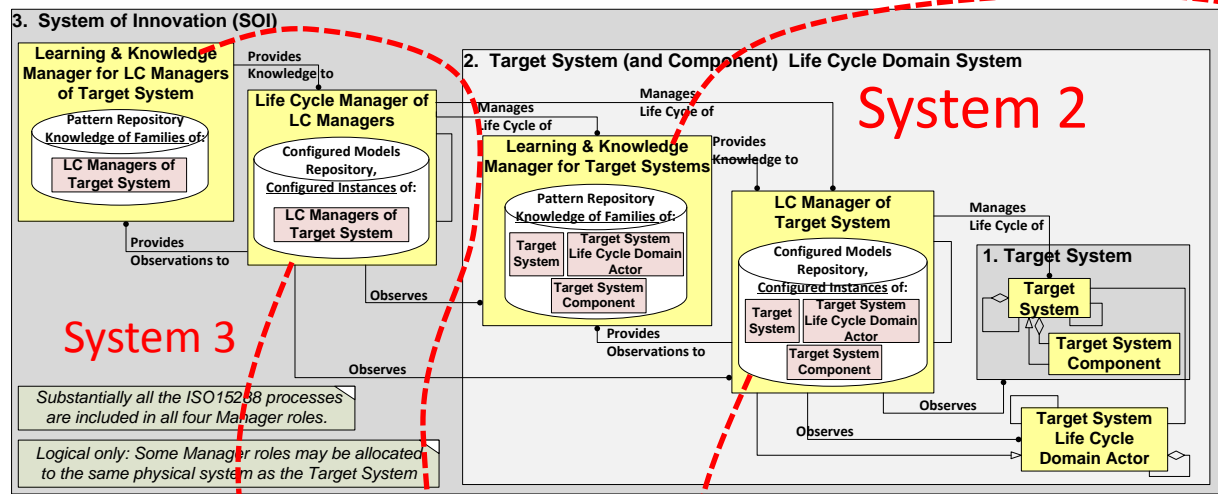 3. System of Innovation (SOI)
Learning & Knowledge
Manager for LC Managers
of Target System
Pattern Repository
Knowledge of Families of:
LC Managers of
Target System
Provides
Knowledge to
Life Cycle Manager of
LC Managers
Configured Models
Repository,
Configured Instances of:
LC Managers of
Target System
Provides
Observations to
System 3
Substantially all the ISO15288 processes
are included in all four Manager roles.
Logical only: Some Manager roles may be allocated
to the same physical system as the Target System
2. Target System (and Component) Life Cycle Domain System
System 2
Manages
Life Cycle of
Manages
Life Cycle of
Learning & Knowledge
Manager for Target Systems
Pattern Repository
Knowledge of Families of:
Target
System
Target System
Life Cycle Domain
Actor
Target System
Component
Provides
Knowledge to
Observes
Provides
Observations to
Observes
LC Manager of
Target System
Configured Models
Repository,
Configured Instances of:
Target
System
Target System
Life Cycle Domain
Actor
Target System
Component
Manages
Life Cycle of
1. Target System
Target
System
Target System
Component
Observes
Observes
Target System
Life Cycle
Domain Actor